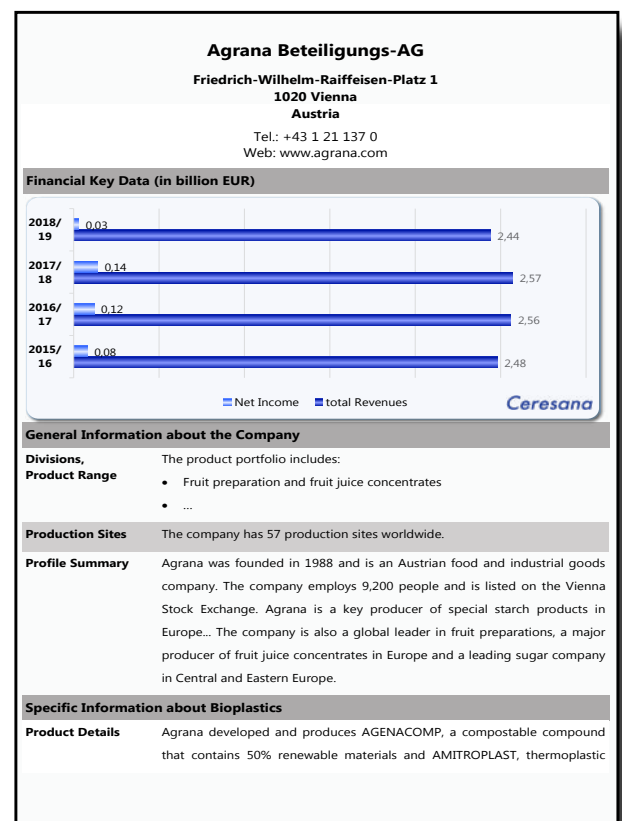 Agrana Beteiligungs-AG
Friedrich-Wilhelm-Raiffeisen-Platz 1
1020 Vienna
Austria
Tel.: +43 1 21 137 0
Web: www.agrana.com
Financial Key Data (in billion EUR)
2018/
19
0,03
2,44
2017/
18
0,14
2,57
2016/
17
0,12
2,56
2015/
16
0,08
2,48
Net Income total Revenues
Ceresana
General Information about the Company
Divisions,
Product Range
The product portfolio includes:
• Fruit preparation and fruit juice concentrates
• ...
Production Sites The company has 57 production sites worldwide.
Profile Summary Agrana was founded in 1988 and is an Austrian food and industrial goods
company. The company employs 9,200 people and is listed on the Vienna
Stock Exchange. Agrana is a key producer of special starch products in
Europe... The company is also a global leader in fruit preparations, a major
producer of fruit juice concentrates in Europe and a leading sugar company
in Central and Eastern Europe.
Specific Information about Bioplastics
Product Details Agrana developed and produces AGENACOMP, a compostable compound
that contains 50% renewable materials and AMITROPLAST, thermoplastic